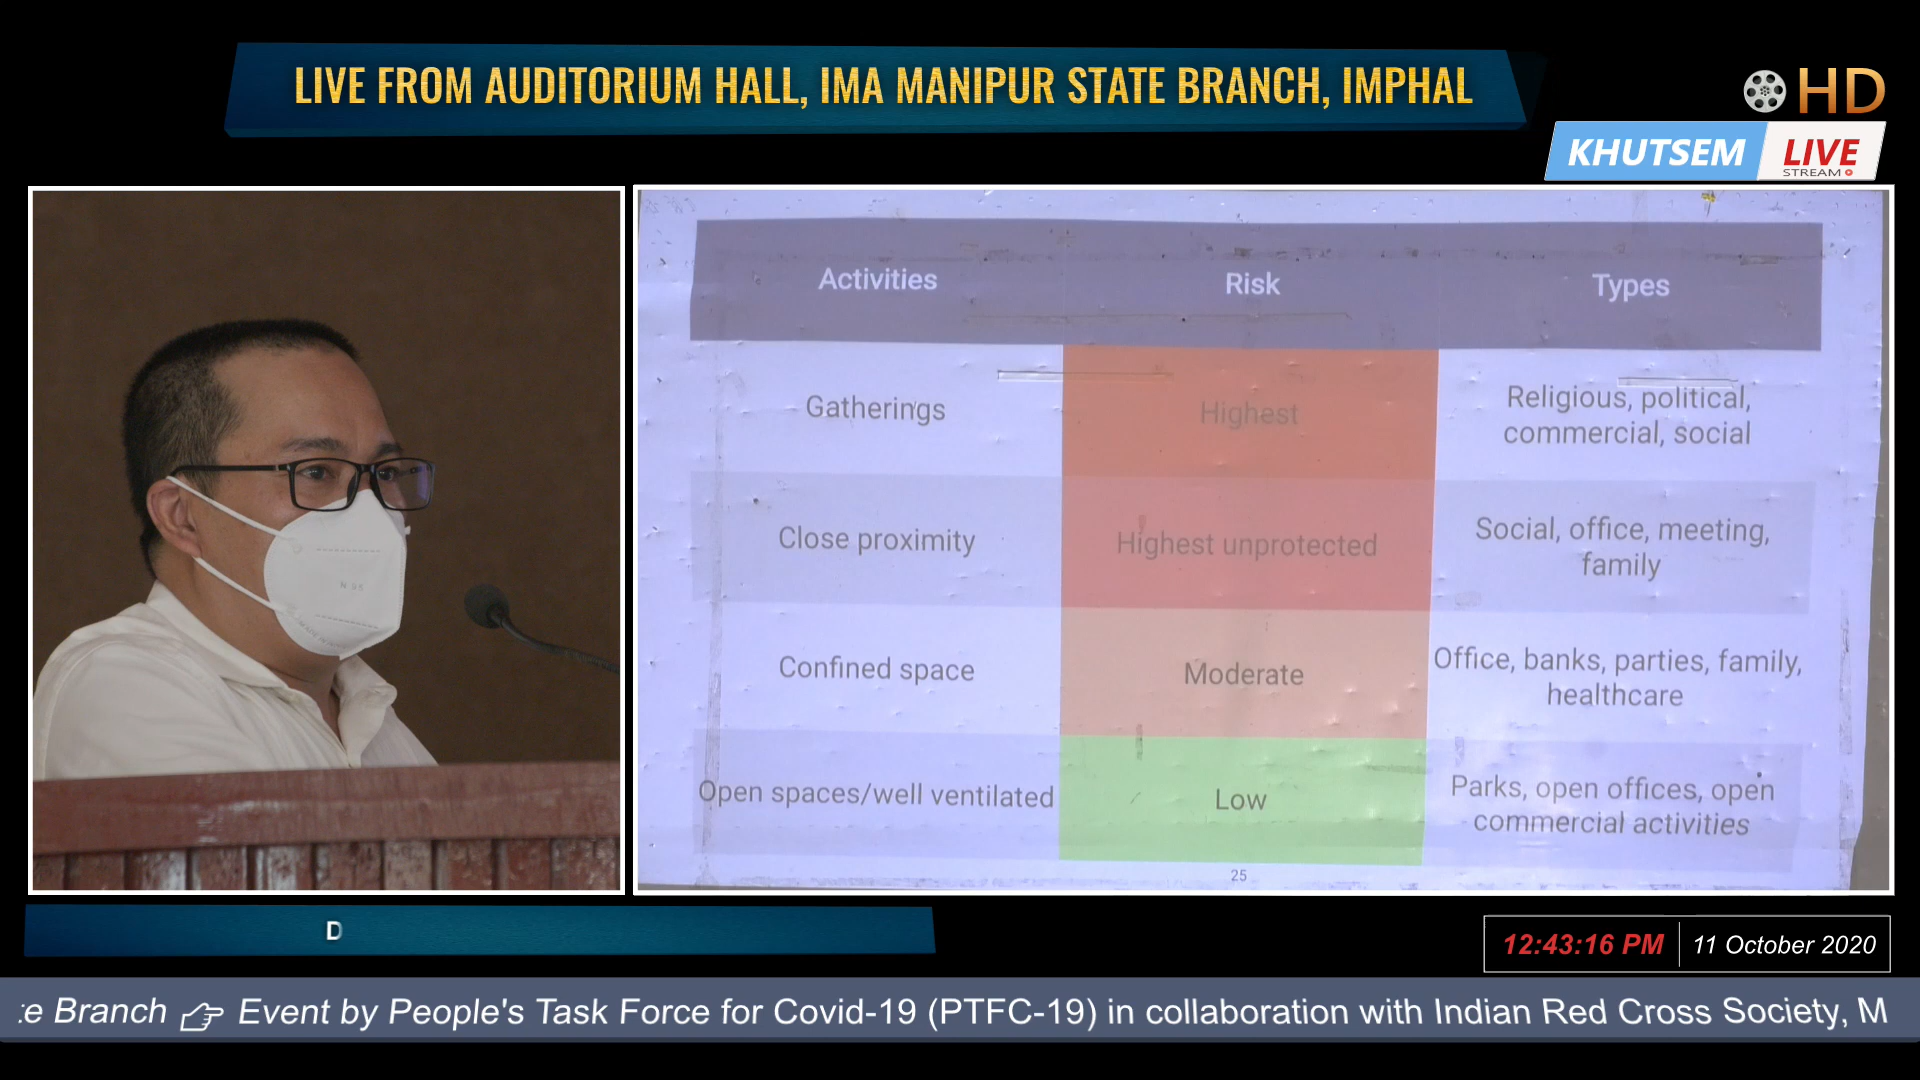 LIVE FROM AUDITORIUM HALL, IMA MANIPUR STATE BRANCH, IMPHAL
HD
KHUTSEM LIVE
STREAM
Activities Risk Types
Gatherings Highest Religious, political,
commercial, social
Close proximity Highest unprotected Social, office, meeting,
family
Confined space Moderate Office, banks, parties, family,
healthcare
Open spaces/well ventilated Low Parks, open offices, open
commercial activities
25
N 95
D
12:43:16 PM 11 October 2020
Branch Event by People's Task Force for Covid-19 (PTFC-19) in collaboration with Indian Red Cross Society, M